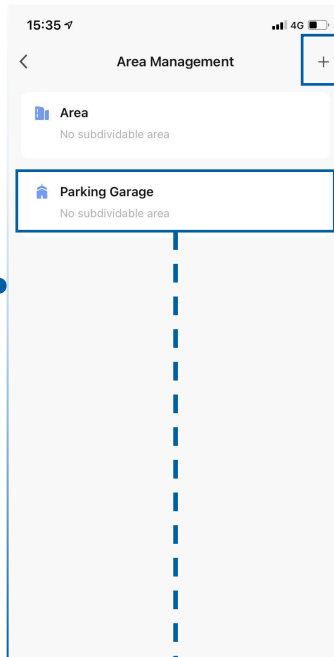 15:35
4G
Area Management
Area
No subdividable area
Parking Garage
No subdividable area